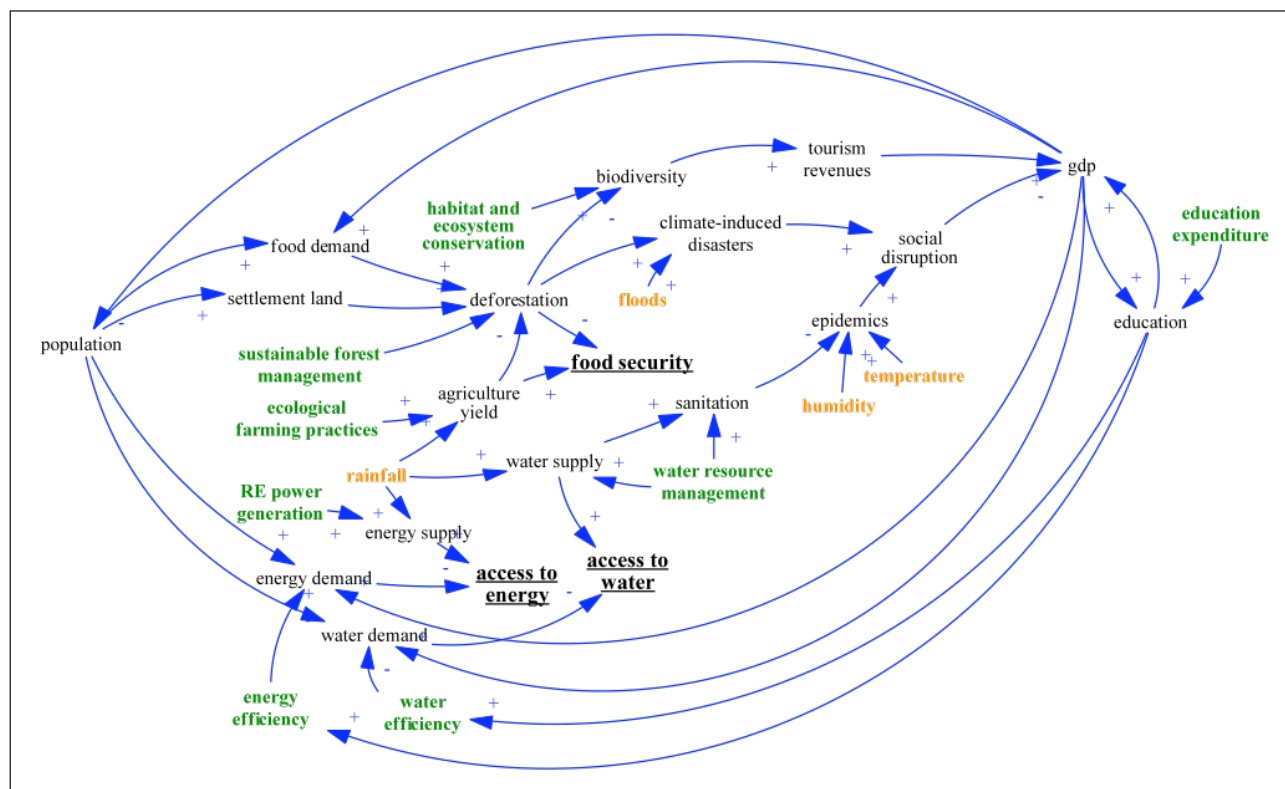 tourism
revenues
gdp
biodiversity
habitat and
ecosystem
conservation
climate-induced
disasters
education
expenditure
food demand
social
disruption
settlement land
deforestation
floods
population
epidemics
education
sustainable forest
management
food security
temperature
agriculture
yield
ecological
farming practices
sanitation
humidity
rainfall
water supply
water resource
management
RE power
generation
energy supply
access to
energy
access to
water
energy demand
water demand
energy
efficiency
water
efficiency